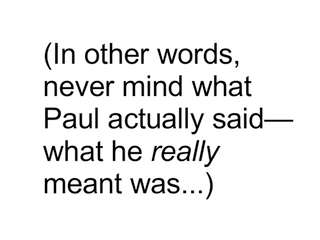 (In other words,
never mind what
Paul actually said—
what he really
meant was...)